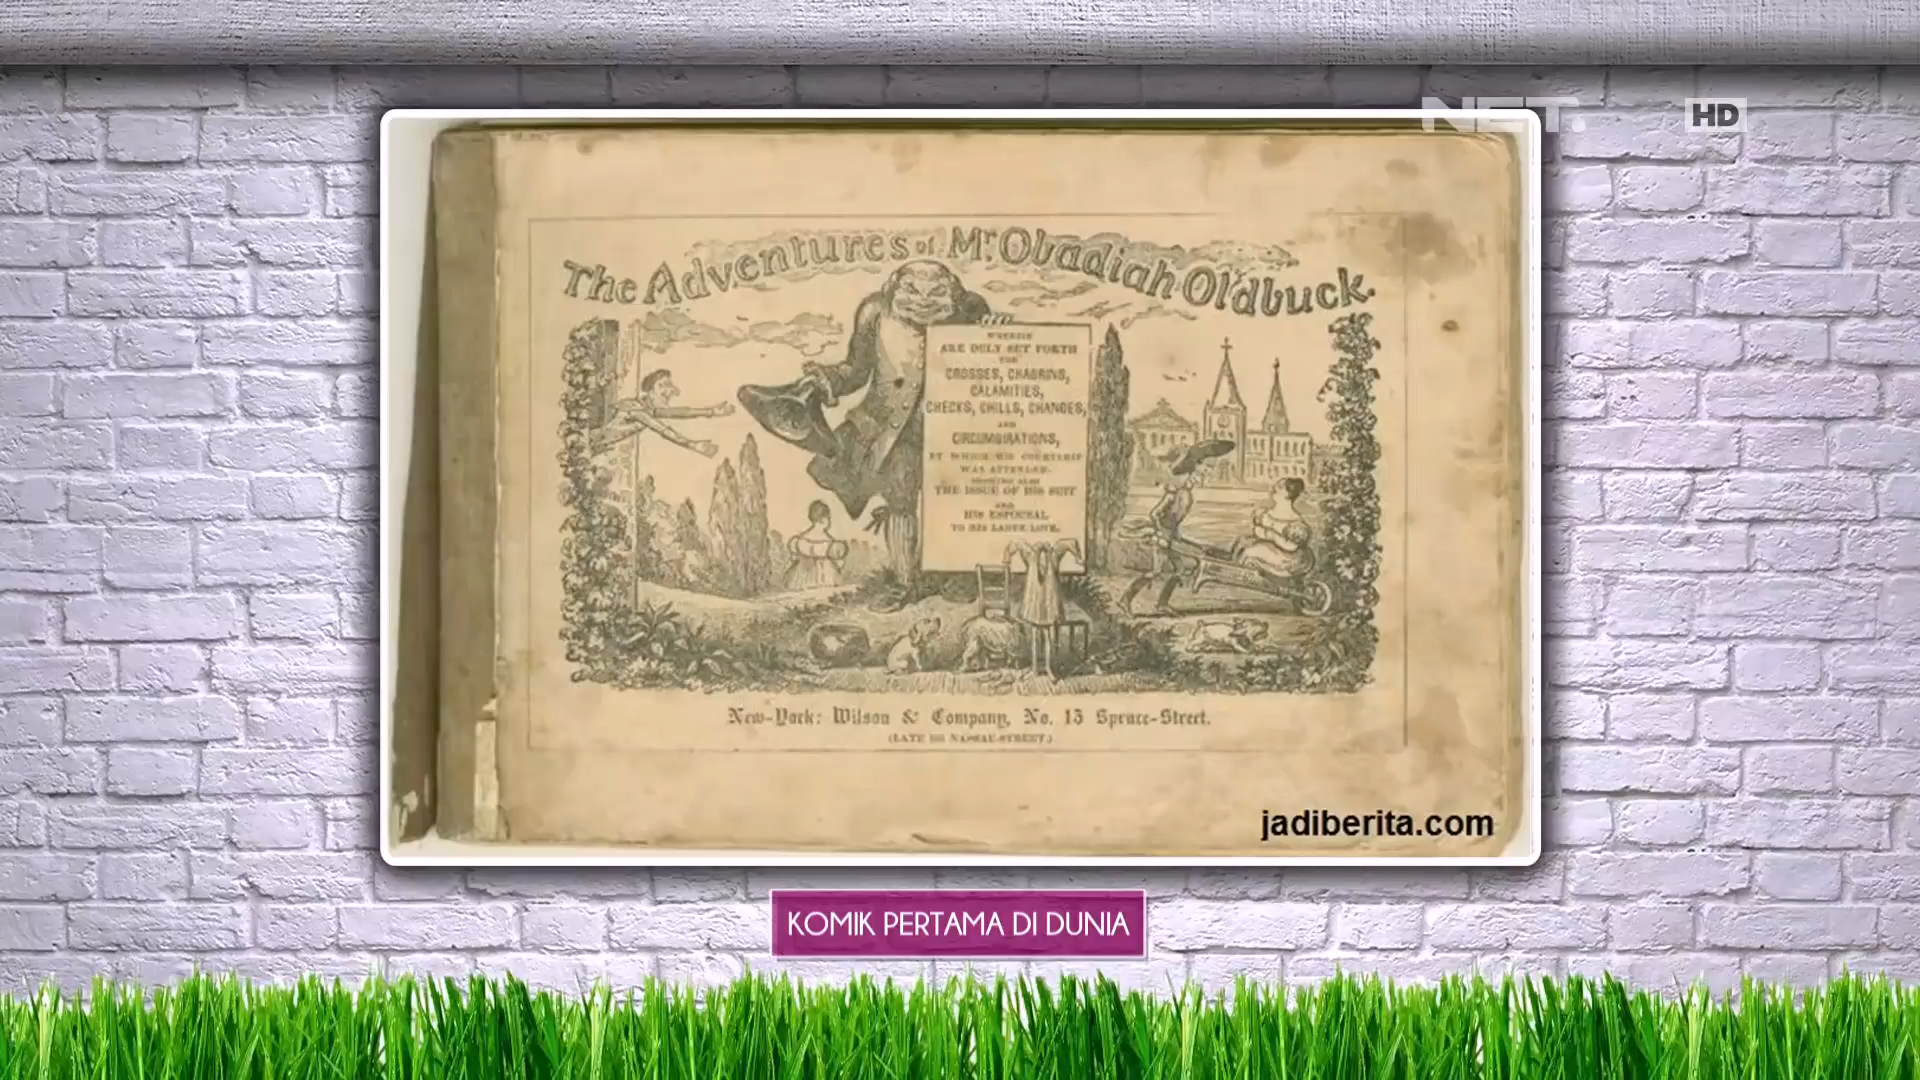 NET.
HD
The Adventures of Mr. Obadiah Oldbuck.
WHEREIN
ARE DULY SET FORTH
THE
CROSSES, CHAGRINS,
CALAMITIES,
CHECKS, CHILLS, CHANGES,
AND
CIRCUMGIRATIONS,
BY WHICH HIS COURTSHIP
WAS ATTENDED.
SHOWING ALSO
THE ISSUE OF HIS SUIT
AND
HIS ESPOUSAL
TO HIS LADYE LOVE.
New-York: Wilson & Company, No. 15 Spruce-Street.
(LATE 162 NASSAU-STREET.)
jadiberita.com
KOMIK PERTAMA DI DUNIA